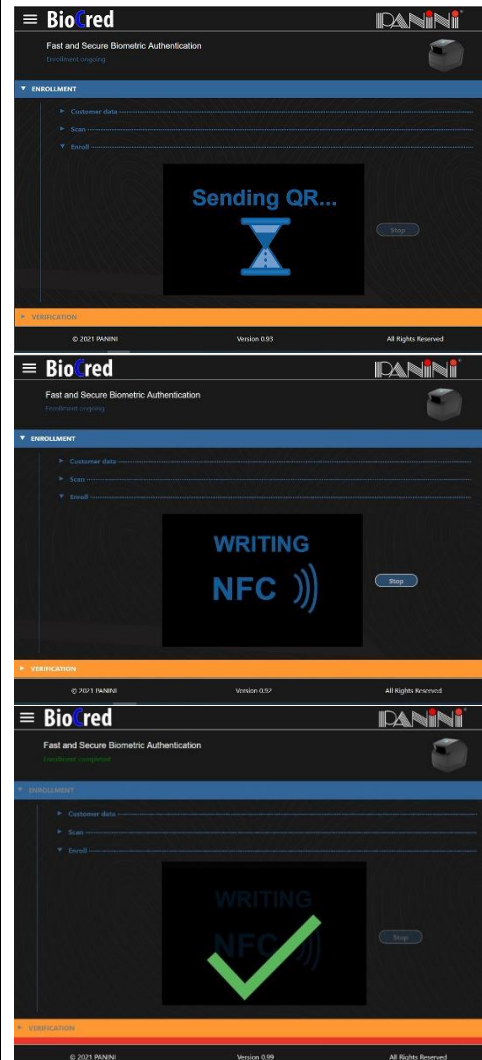 BioCred PANINI
Fast and Secure Biometric Authentication
Enrollment ongoing
ENROLLMENT
Customer data
Scan
Enroll
Sending QR...
Stop
VERIFICATION
© 2021 PANINI Version 0.93 All Rights Reserved
BioCred PANINI
Fast and Secure Biometric Authentication
Enrollment ongoing
ENROLLMENT
Customer data
Scan
Enroll
WRITING
NFC
Stop
VERIFICATION
© 2021 PANINI Version 0.92 All Rights Reserved
BioCred PANINI
Fast and Secure Biometric Authentication
Enrollment completed
ENROLLMENT
Customer data
Scan
Enroll
WRITING
NFC
Stop
VERIFICATION
© 2021 PANINI Version 0.99 All Rights Reserved